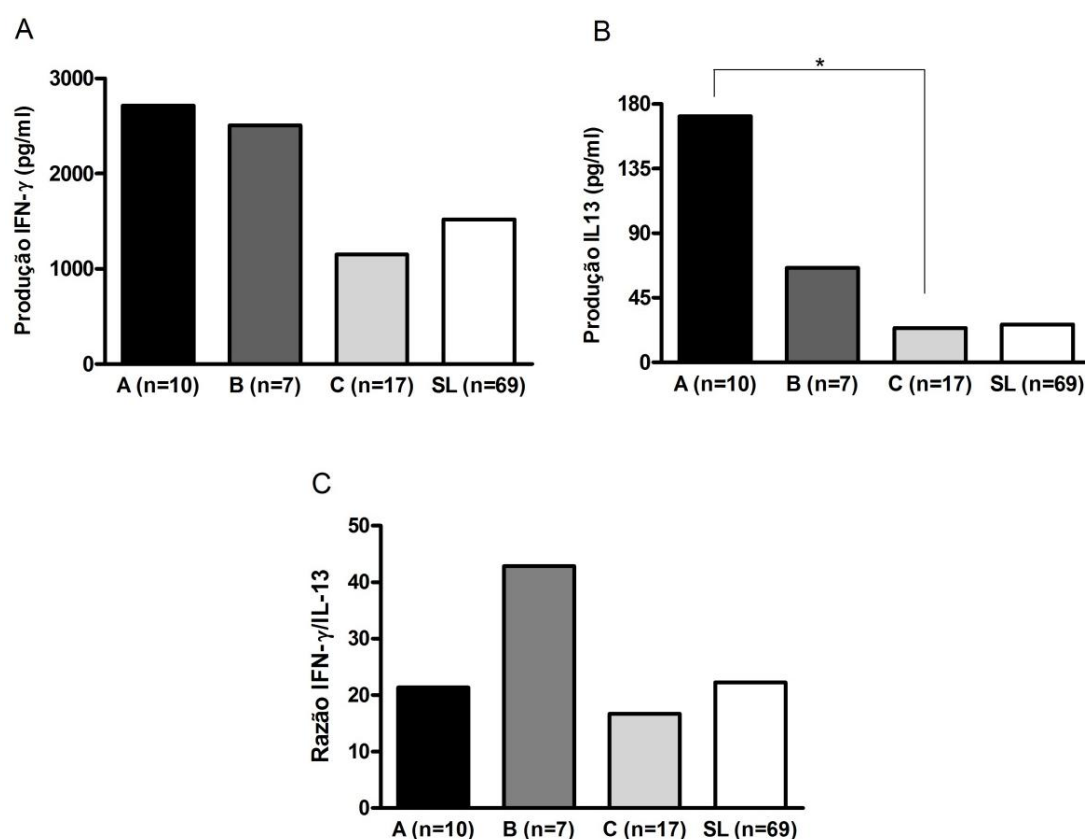 A
Produção IFN-γ (pg/ml)
3000
2000
1000
0
A (n=10) B (n=7) C (n=17) SL (n=69)
B
*
Produção IL13 (pg/ml)
180
135
90
45
0
A (n=10) B (n=7) C (n=17) SL (n=69)
C
Razão IFN-γ/IL-13
50
40
30
20
10
0
A (n=10) B (n=7) C (n=17) SL (n=69)